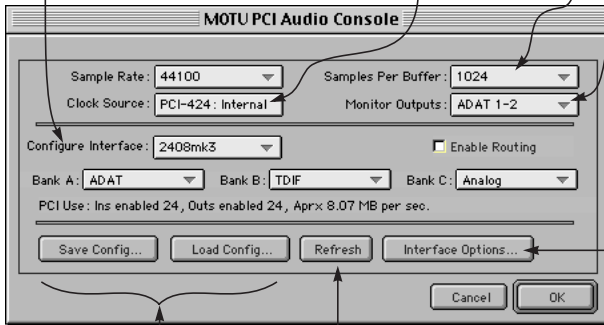 MOTU PCI Audio Console
Sample Rate: 44100 Samples Per Buffer: 1024
Clock Source: PCI-424: Internal Monitor Outputs: ADAT 1-2
Configure Interface: 2408mk3 Enable Routing
Bank A: ADAT Bank B: TDIF Bank C: Analog
PCI Use: Ins enabled 24, Outs enabled 24, Aprx 8.07 MB per sec.
Save Config... Load Config... Refresh Interface Options...
Cancel OK